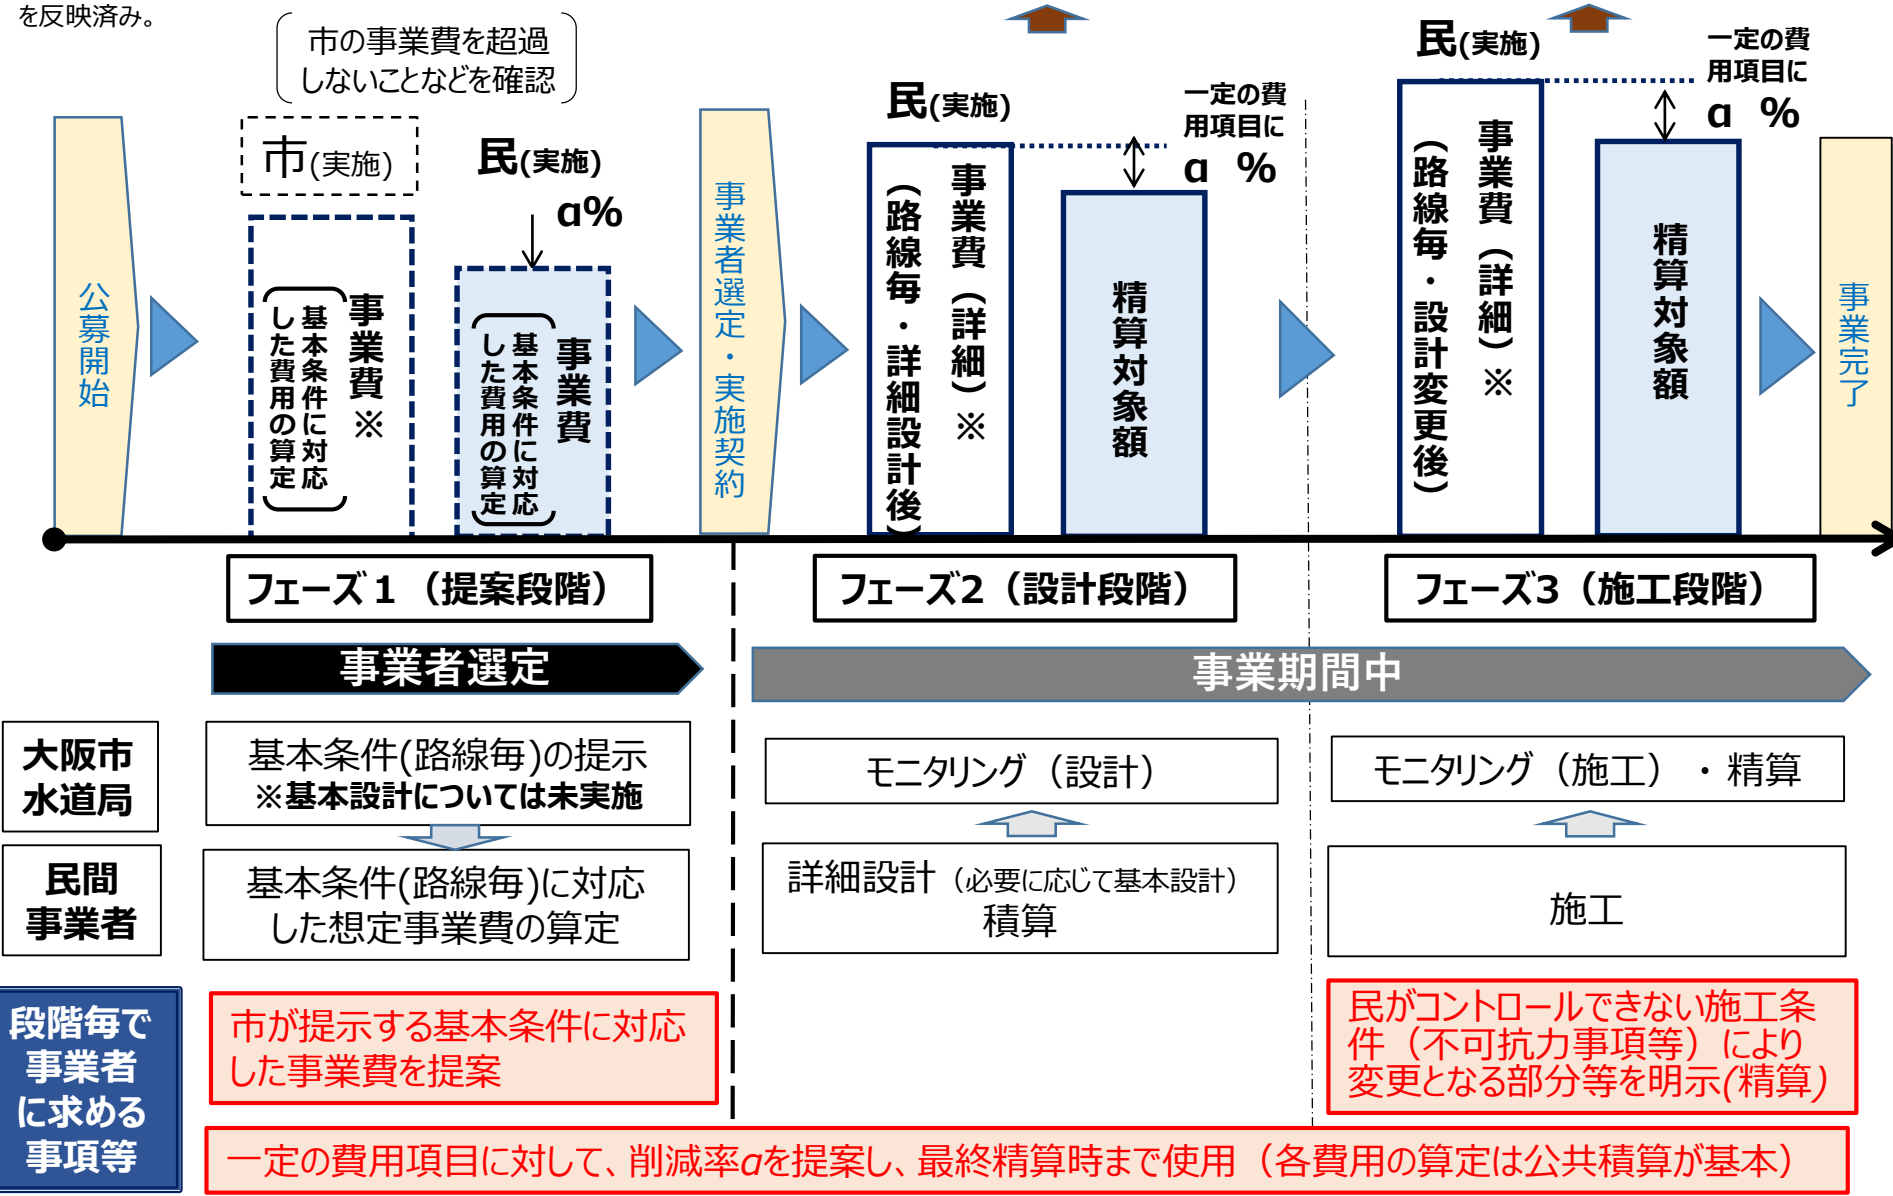 を反映済み。
市の事業費を超過
しないことなどを確認
公募開始
市(実施)
事業費※
基本条件に対応
した費用の算定
民(実施)
α%
事業費
基本条件に対応
した費用の算定
事業者選定・実施契約
民(実施)
事業費（詳細）※
（路線毎・詳細設計後）
一定の費
用項目に
α %
精算対象額
民(実施)
事業費（詳細）※
（路線毎・設計変更後）
一定の費
用項目に
α %
精算対象額
事業完了
フェーズ１（提案段階）
フェーズ2（設計段階）
フェーズ3（施工段階）
事業者選定
事業期間中
大阪市
水道局
基本条件(路線毎)の提示
※基本設計については未実施
モニタリング（設計）
モニタリング（施工）・精算
民間
事業者
基本条件(路線毎)に対応
した想定事業費の算定
詳細設計（必要に応じて基本設計）
積算
施工
段階毎で
事業者
に求める
事項等
市が提示する基本条件に対応
した事業費を提案
民がコントロールできない施工条
件（不可抗力事項等）により
変更となる部分等を明示(精算)
一定の費用項目に対して、削減率αを提案し、最終精算時まで使用（各費用の算定は公共積算が基本）